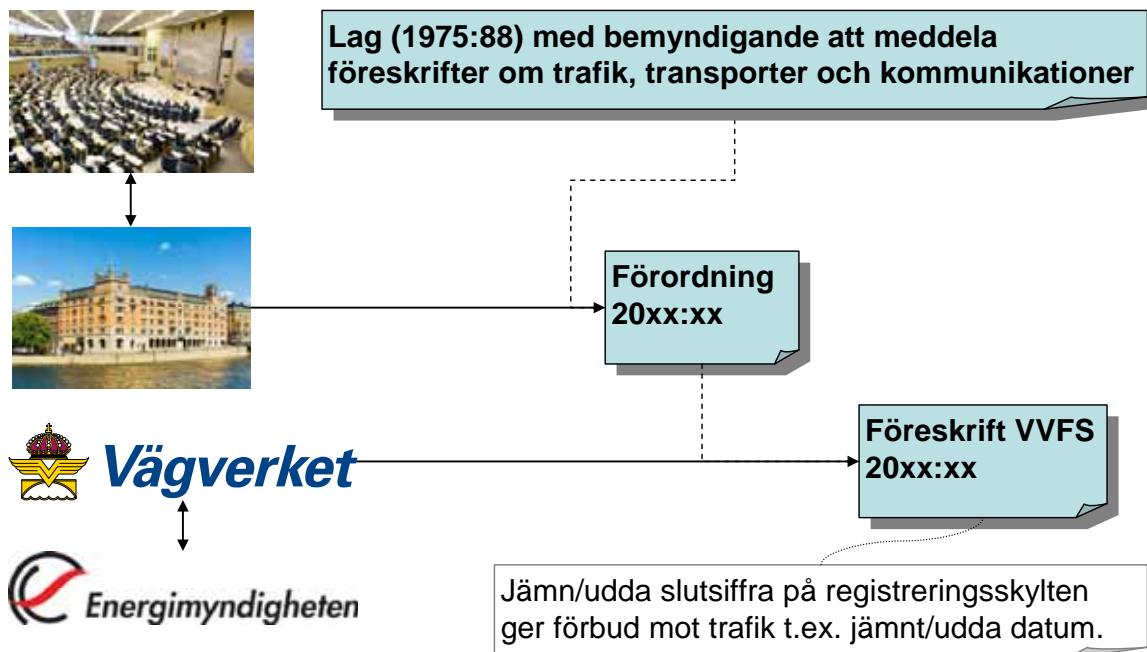 Lag (1975:88) med bemyndigande att meddela
föreskrifter om trafik, transporter och kommunikationer
Förordning
20xx:xx
Vägverket
Föreskrift VVFS
20xx:xx
Energimyndigheten
Jämn/udda slutsiffra på registreringsskylten
ger förbud mot trafik t.ex. jämnt/udda datum.